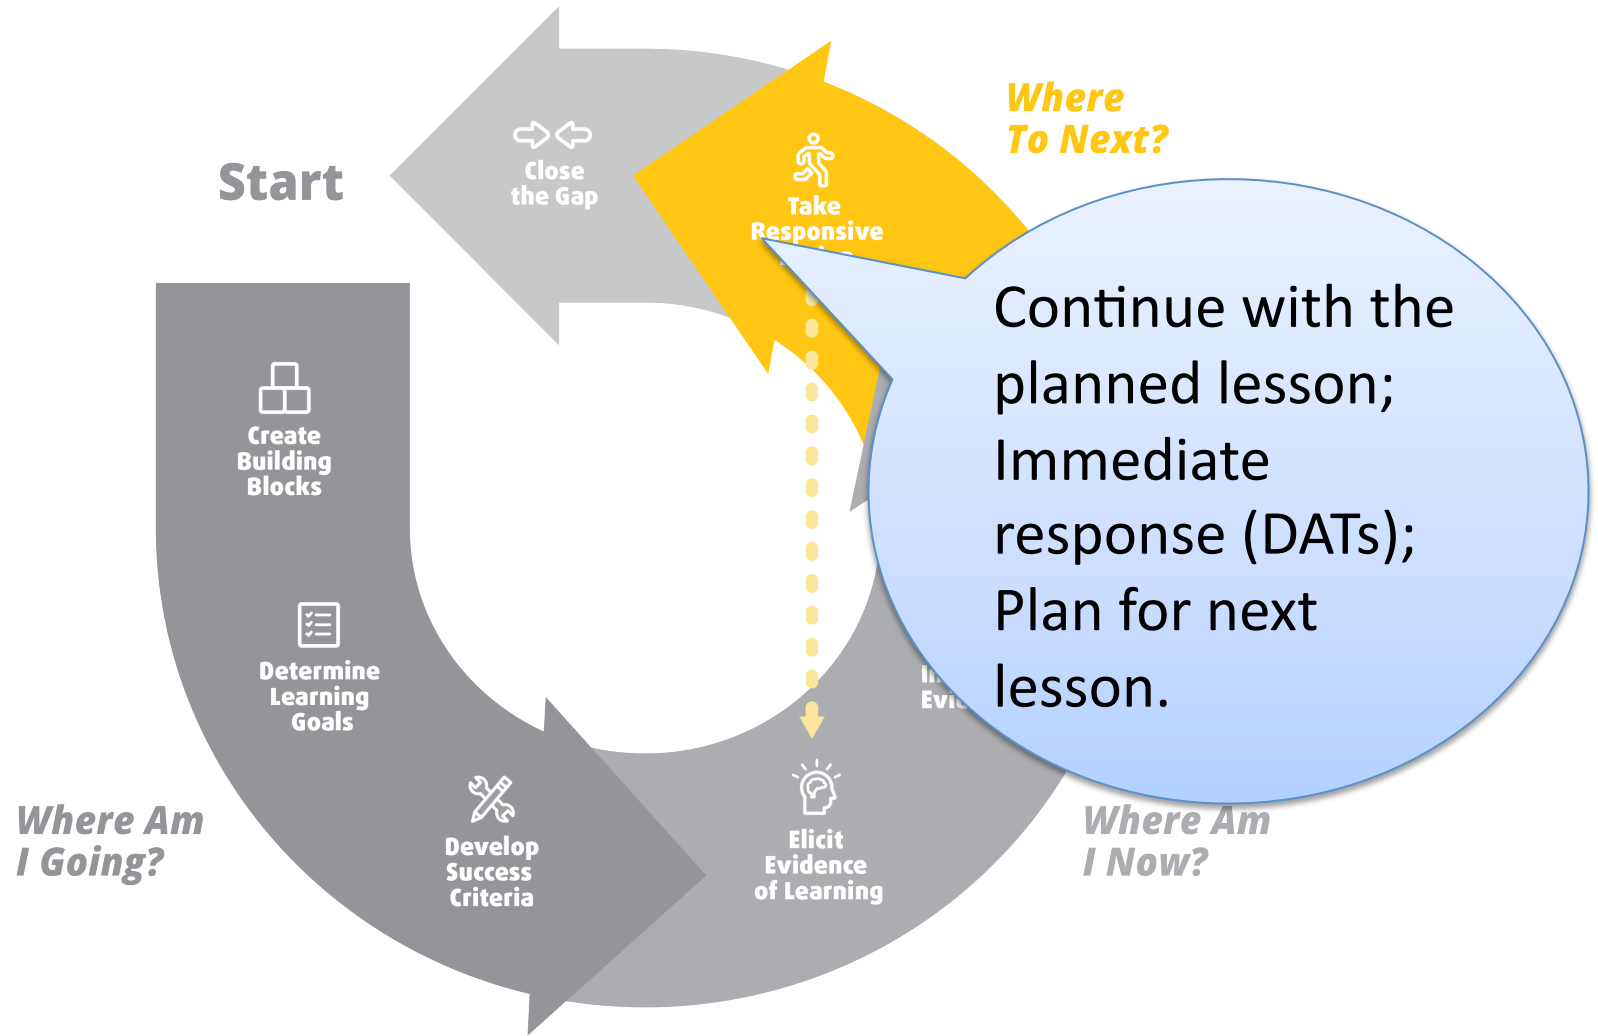 Start
Create
Building
Blocks
Determine
Learning
Goals
Where Am
I Going?
Develop
Success
Criteria
Elicit
Evidence
of Learning
Where Am
I Now?
Where
To Next?
Take
Responsive
Close
the Gap
Continue with the
planned lesson;
Immediate
response (DATs);
Plan for next
lesson.